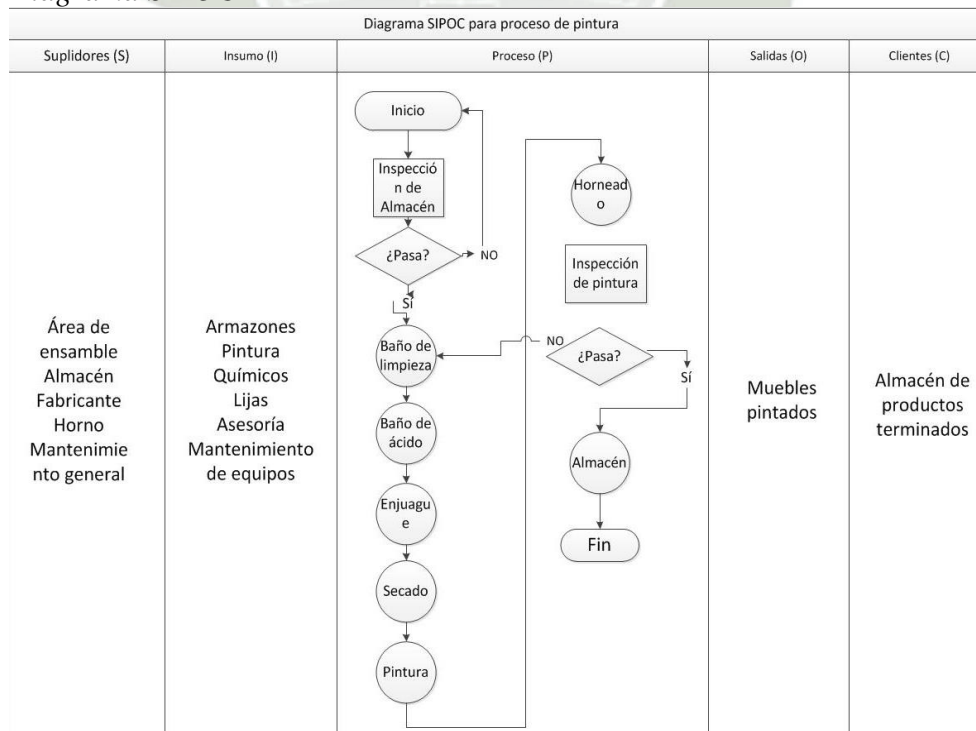 Diagrama SIPOC para proceso de pintura
Suplidores (S)
Insumo (I)
Proceso (P)
Salidas (O)
Clientes (C)
Área de
ensamble
Almacén
Fabricante
Horno
Mantenimie
nto general
Armazones
Pintura
Químicos
Lijas
Asesoría
Mantenimiento
de equipos
Inicio
Inspecció
n de
Almacén
¿Pasa?
NO
Sí
Baño de
limpieza
Baño de
ácido
Enjuagu
e
Secado
Pintura
Hornead
o
Inspección
de pintura
¿Pasa?
NO
Sí
Almacén
Fin
Muebles
pintados
Almacén de
productos
terminados